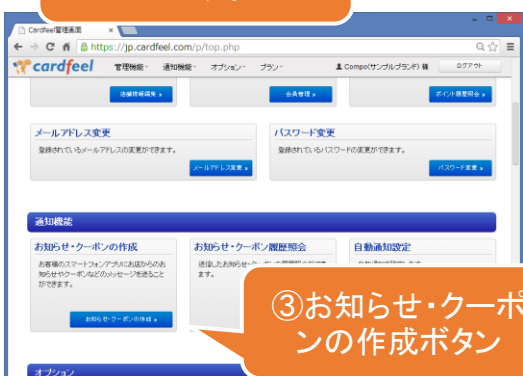 Cardfeel管理画面
https://jp.cardfeel.com/p/top.php
cardfeel 管理機能 通知機能 オプション プラン Compo(サンプルブランド) 様 ログアウト
店舗情報編集 »
会員管理 »
ポイント履歴照会 »
メールアドレス変更
登録されているメールアドレスの変更ができます。
メールアドレス変更 »
パスワード変更
登録されているパスワードの変更ができます。
パスワード変更 »
通知機能
お知らせ・クーポンの作成
お客様のスマートフォンアプリにお店からのお
知らせやクーポンなどのメッセージを送ること
ができます。
お知らせ・クーポンの作成 »
お知らせ・クーポン履歴照会
ます。
自動通知設定
③お知らせ・クーポ
ンの作成ボタン
オプション